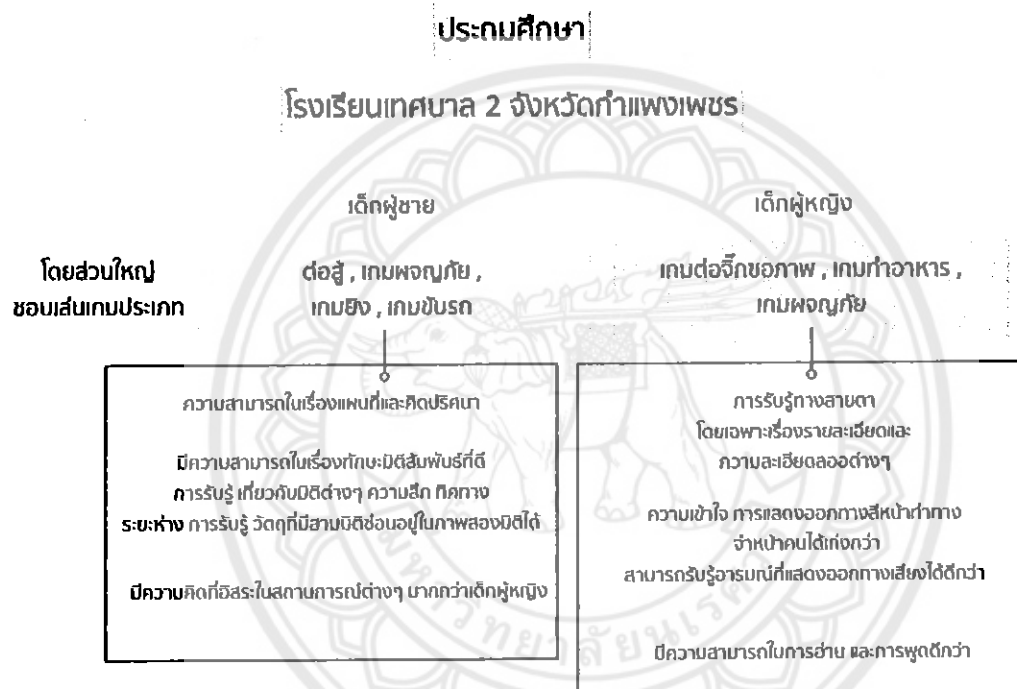 ประถมศึกษา
โรงเรียนเทศบาล 2 จังหวัดกำแพงเพชร
เด็กผู้ชาย
เด็กผู้หญิง
โดยส่วนใหญ่
ชอบเล่นเกมประเภท
ต่อสู้ , เกมผจญภัย ,
เกมยิง , เกมขับรถ
เกมต่อจิ๊กซอภาพ , เกมทำอาหาร ,
เกมผจญภัย
ความสามารถในเรื่องแผนที่และคิดปริศนา
มีความสามารถในเรื่องทักษะมิติสัมพันธ์ที่ดี
การรับรู้ เกี่ยวกับมิติต่างๆ ความลึก ทิศทาง
ระยะห่าง การรับรู้ วัตถุที่มีสามมิติซ่อนอยู่ในภาพสองมิติได้
มีความคิดที่อิสระในสถานการณ์ต่างๆ มากกว่าเด็กผู้หญิง
การรับรู้ทางสายตา
โดยเฉพาะเรื่องรายละเอียดและ
ความละเอียดลออต่างๆ
ความเข้าใจ การแสดงออกทางสีหน้าท่าทาง
จำหน้าคนได้เก่งกว่า
สามารถรับรู้อารมณ์ที่แสดงออกทางเสียงได้ดีกว่า
มีความสามารถในการอ่าน และการพูดดีกว่า
มหาวิทยาลัยนเรศวร